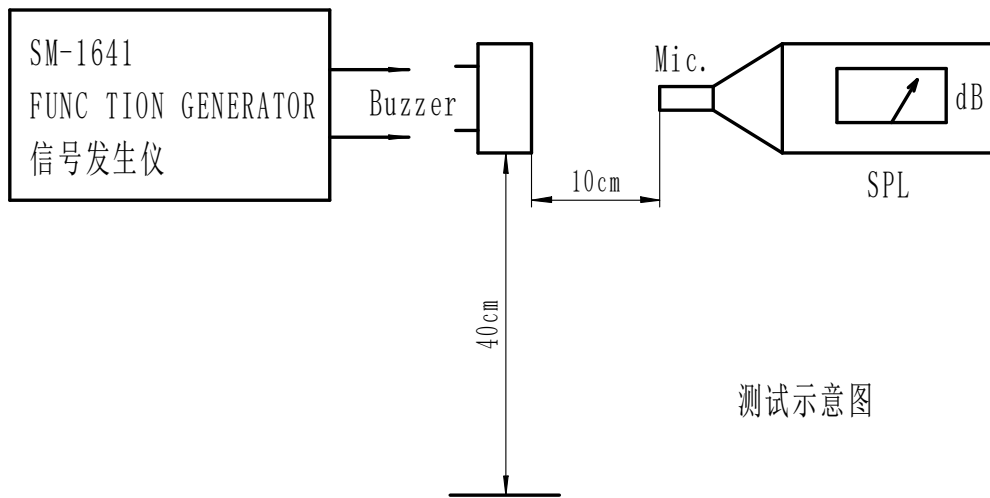 SM-1641
FUNC TION GENERATOR
信号发生仪
Buzzer
Mic.
dB
SPL
10cm
40cm
测试示意图